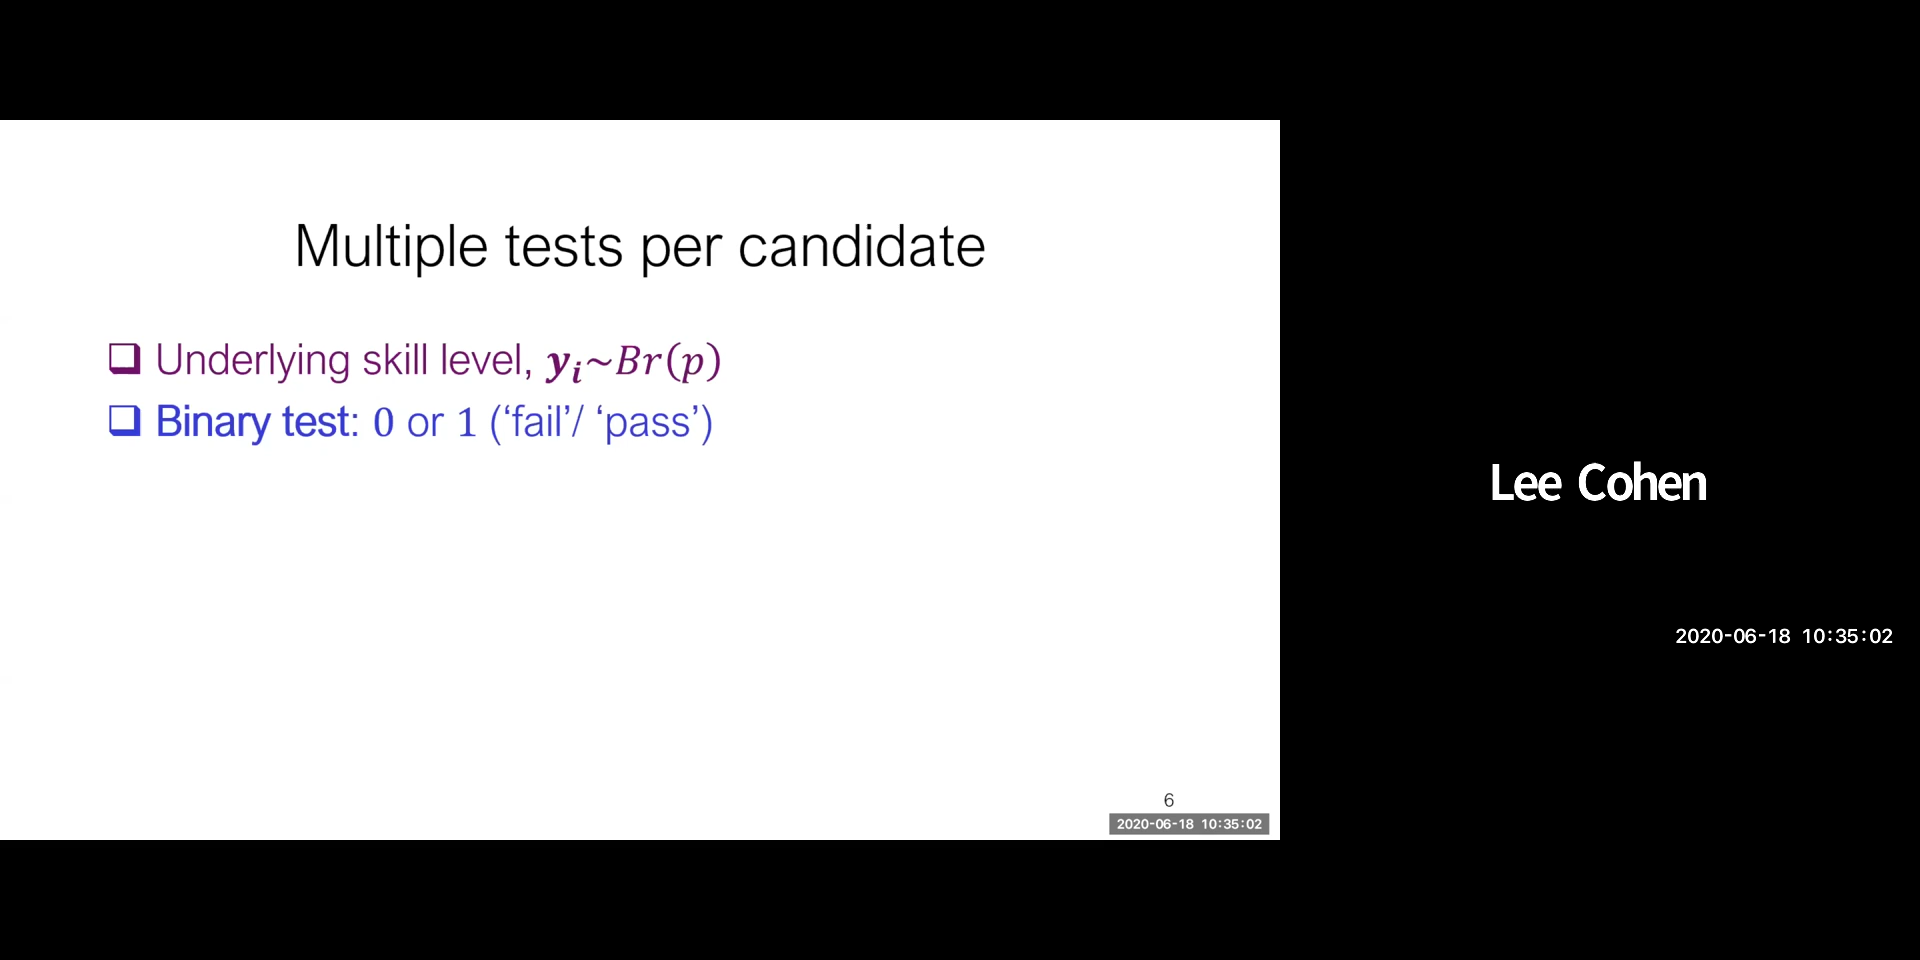 Multiple tests per candidate
❑ Underlying skill level, y_i~Br(p)
❑ Binary test: 0 or 1 (‘fail’/ ‘pass’)
6
2020-06-18 10:35:02
Lee Cohen
2020-06-18 10:35:02